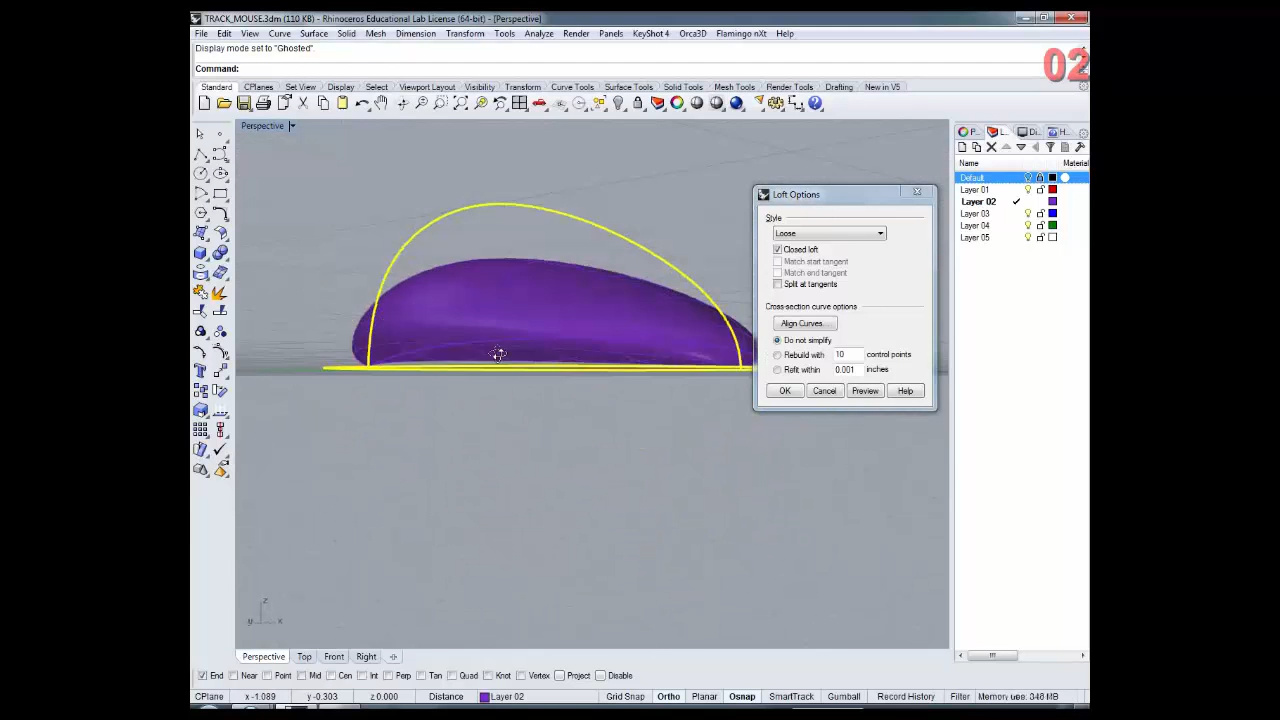 TRACK_MOUSE.3dm (110 KB) - Rhinoceros Educational Lab License (64-bit) - [Perspective]
File Edit View Curve Surface Solid Mesh Dimension Transform Tools Analyze Render Panels KeyShot 4 Orca3D Flamingo nXt Help
Display mode set to "Ghosted".
02
Command:
Standard CPlanes Set View Display Select Viewport Layout Visibility Transform Curve Tools Surface Tools Solid Tools Mesh Tools Render Tools Drafting New in V5
Perspective
P... L... Di... H...
Name Material
Default
Layer 01
Layer 02
Layer 03
Layer 04
Layer 05
Loft Options
Style
Loose
Closed loft
Match start tangent
Match end tangent
Split at tangents
Cross-section curve options
Align Curves...
Do not simplify
Rebuild with 10 control points
Refit within 0.001 inches
OK Cancel Preview Help
z
y x
Perspective Top Front Right
End Near Point Mid Cen Int Perp Tan Quad Knot Vertex Project Disable
CPlane x -1.089 y -0.303 z 0.000 Distance Layer 02 Grid Snap Ortho Planar Osnap SmartTrack Gumball Record History Filter Memory use: 346 MB